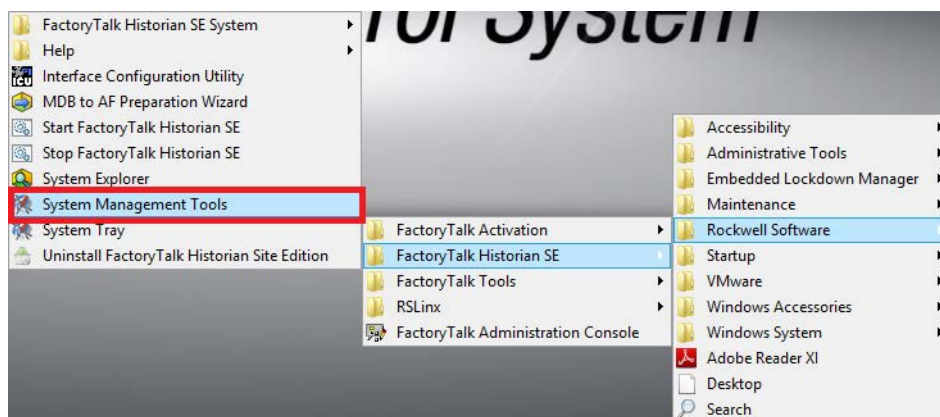 FactoryTalk Historian SE System
Help
Interface Configuration Utility
MDB to AF Preparation Wizard
Start FactoryTalk Historian SE
Stop FactoryTalk Historian SE
System Explorer
System Management Tools
System Tray
Uninstall FactoryTalk Historian Site Edition
FactoryTalk Activation
FactoryTalk Historian SE
FactoryTalk Tools
RSLinx
FactoryTalk Administration Console
Accessibility
Administrative Tools
Embedded Lockdown Manager
Maintenance
Rockwell Software
Startup
VMware
Windows Accessories
Windows System
Adobe Reader XI
Desktop
Search
System